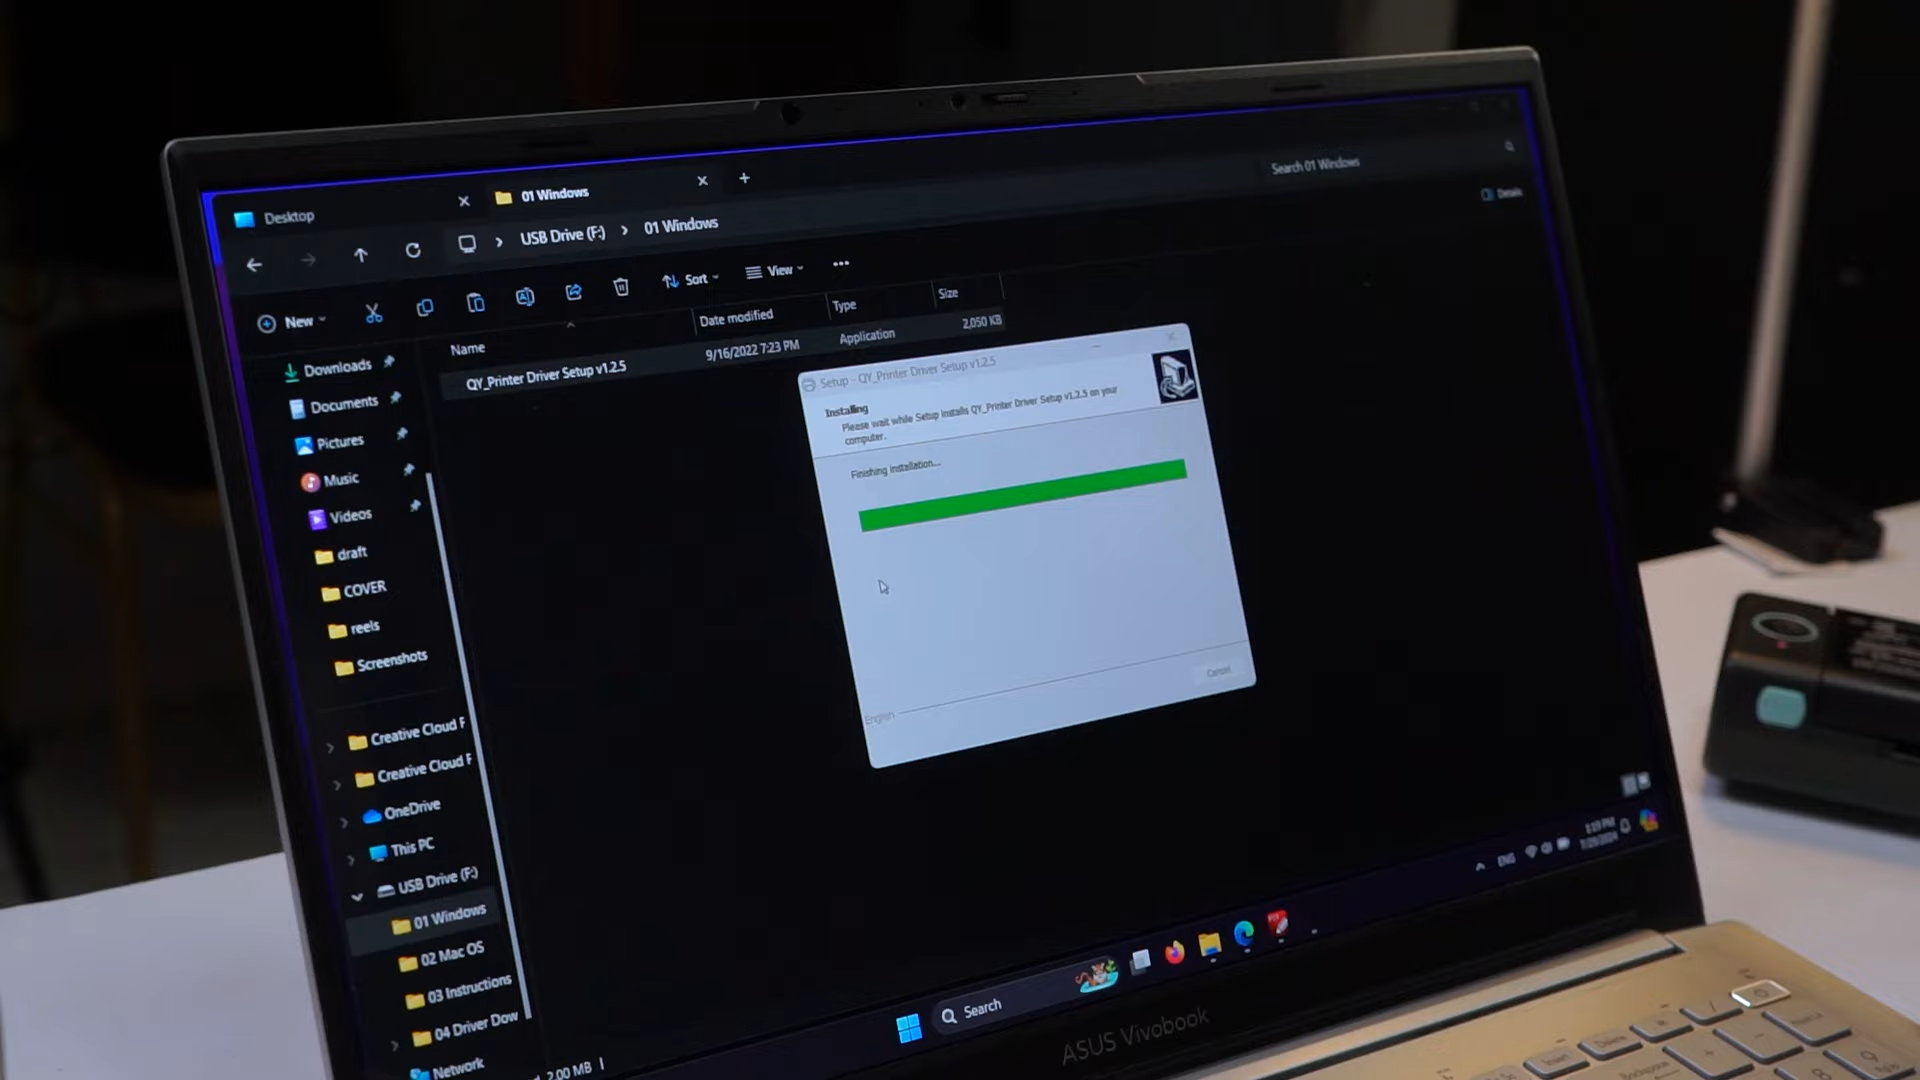 Desktop
01 Windows
USB Drive (F:) 01 Windows
Search 01 Windows
Details
New
Sort
View
Name
Date modified
Type
Size
QY_Printer Driver Setup v1.2.5
9/16/2022 7:23 PM
Application
2,050 KB
Downloads
Documents
Pictures
Music
Videos
draft
COVER
reels
Screenshots
Creative Cloud F
Creative Cloud F
OneDrive
This PC
USB Drive (F:)
01 Windows
02 Mac OS
03 Instructions
04 Driver Dow
Network
2.00 MB
Setup - QY_Printer Driver Setup v1.2.5
Installing
Please wait while Setup installs QY_Printer Driver Setup v1.2.5 on your
computer.
Finishing installation...
English
Cancel
Search
ENG
ASUS Vivobook
Insert
Delete
Backspace